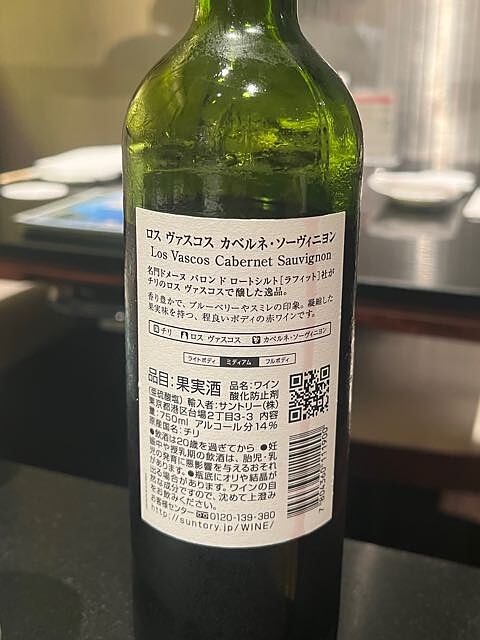 ロス ヴァスコス カベルネ・ソーヴィニヨン
Los Vascos Cabernet Sauvignon
名門ドメーヌ バロン ド ロートシルト[ラフィット]社が
チリのロス ヴァスコスで醸した逸品。
香り豊かで、ブルーベリーやスミレの印象。凝縮した
果実味を持つ、程良いボディの赤ワインです。
チリ ロス ヴァスコス カベルネ・ソーヴィニヨン
ライトボディ ミディアム フルボディ
品目:果実酒 品名:ワイン
酸化防止剤
(亜硫酸塩) 輸入者:サントリー(株)
東京都港区台場2丁目3-3 内容
量:750ml アルコール分14%
原産国名:チリ
●飲酒は20歳を過ぎてから ●妊
娠中や授乳期の飲酒は、胎児・乳
児の発育に悪影響を与えるおそれ
があります。 ●瓶底にオリや結晶が
出る場合があります。ワインの自
然な成分ですので、沈めて上澄み
をお飲みください。
お客様センター 0120-139-380
http://suntory.jp/WINE/